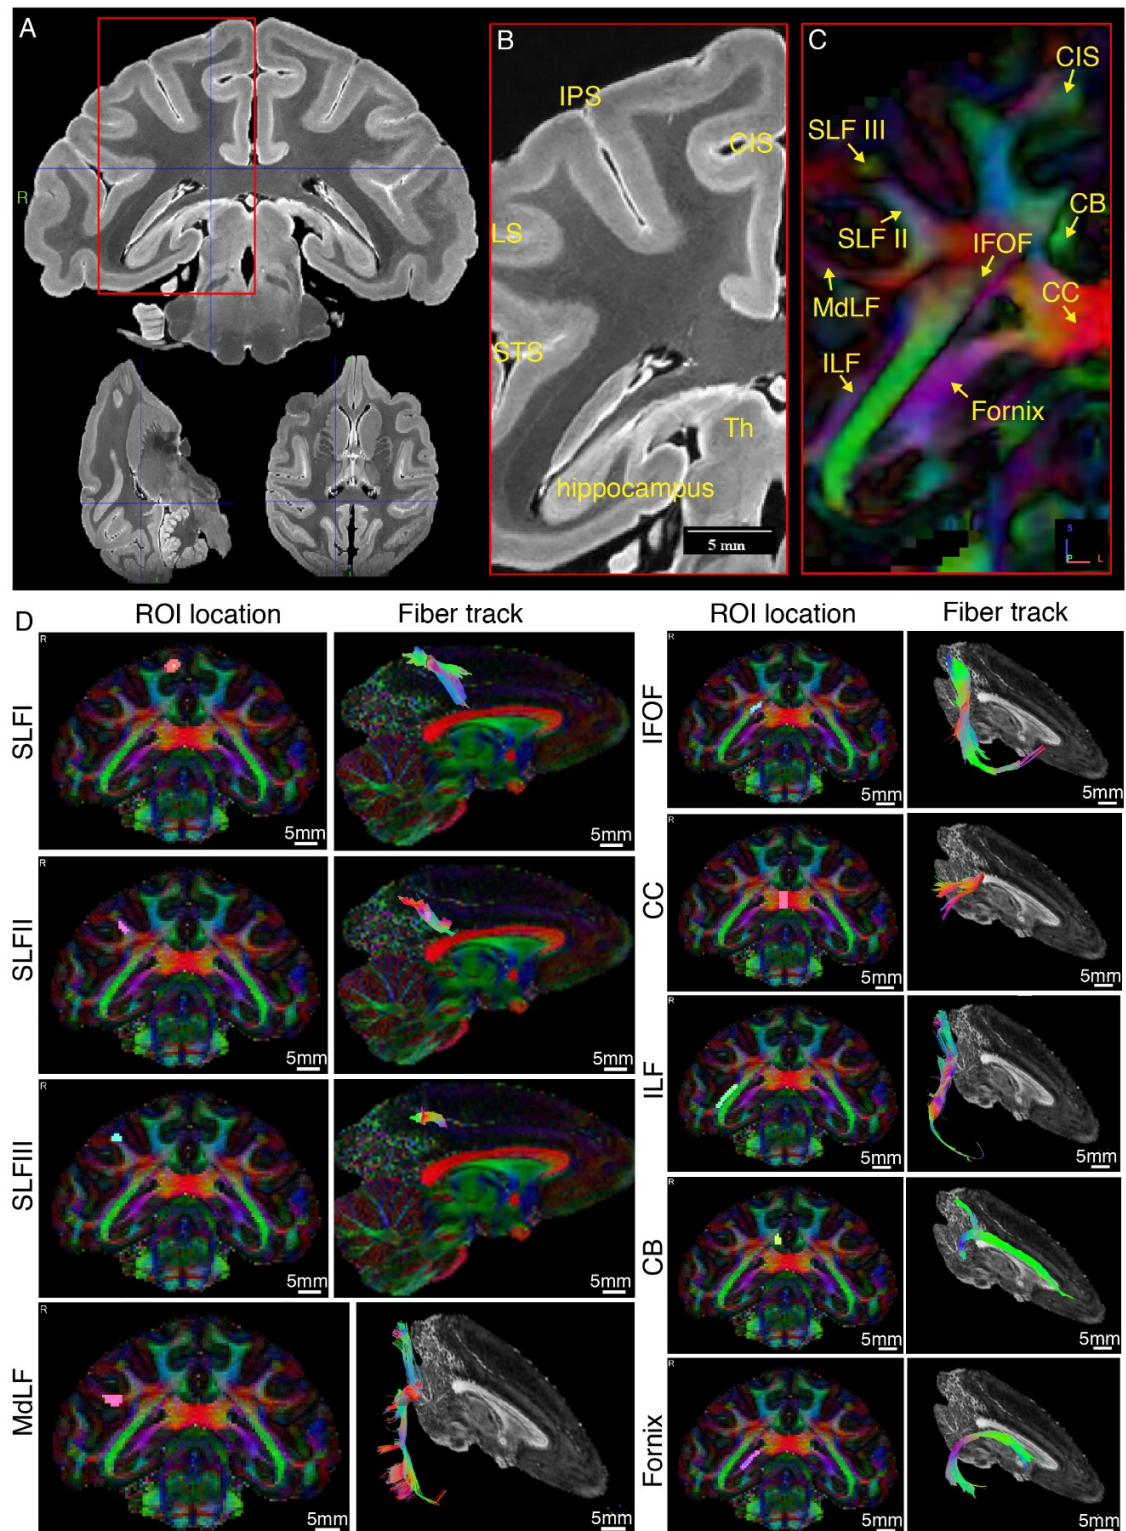 A
R
B
IPS
CIS
LS
STS
Th
hippocampus
5 mm
C
CIS
SLF III
CB
SLF II
IFOF
MdLF
CC
ILF
Fornix
S
P
L
D
ROI location
Fiber track
SLFI
R
5mm
5mm
SLFII
R
5mm
5mm
SLFIII
R
5mm
5mm
MdLF
R
5mm
5mm
ROI location
Fiber track
IFOF
R
5mm
5mm
CC
R
5mm
5mm
ILF
R
5mm
5mm
CB
R
5mm
5mm
Fornix
R
5mm
5mm